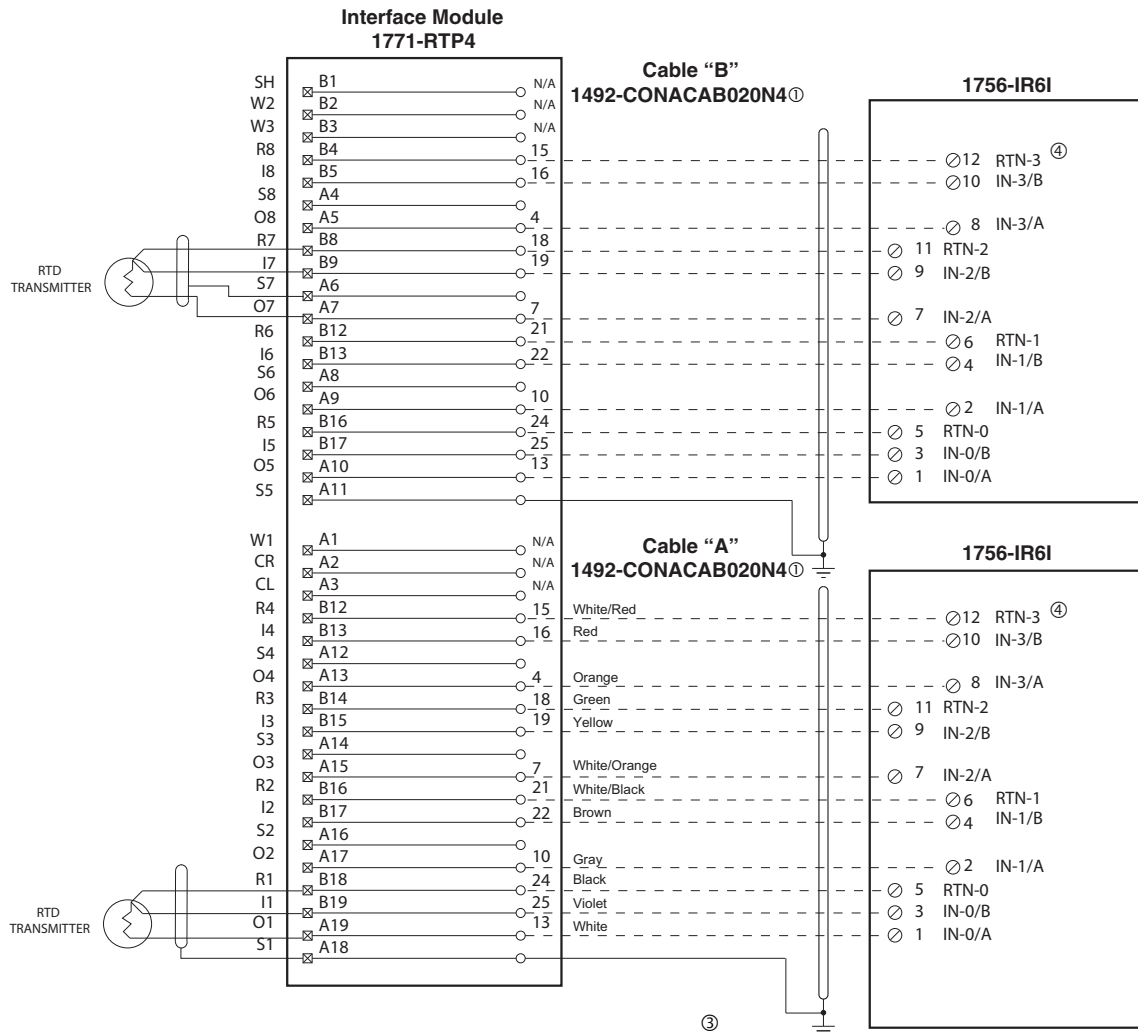 Interface Module
1771-RTP4
Cable “B”
1492-CONACAB020N4①
1756-IR6I
SH B1 N/A
W2 B2 N/A
W3 B3 N/A
R8 B4 15 12 RTN-3 ④
I8 B5 16 10 IN-3/B
S8 A4
O8 A5 4 8 IN-3/A
R7 B8 18 11 RTN-2
I7 B9 19 9 IN-2/B
RTD
TRANSMITTER
S7 A6
O7 A7 7 7 IN-2/A
R6 B12 21 6 RTN-1
I6 B13 22 4 IN-1/B
S6 A8
O6 A9 10 2 IN-1/A
R5 B16 24 5 RTN-0
I5 B17 25 3 IN-0/B
O5 A10 13 1 IN-0/A
S5 A11
Cable “A”
1492-CONACAB020N4①
1756-IR6I
W1 A1 N/A
CR A2 N/A
CL A3 N/A
R4 B12 15 White/Red 12 RTN-3 ④
I4 B13 16 Red 10 IN-3/B
S4 A12
O4 A13 4 Orange 8 IN-3/A
R3 B14 18 Green 11 RTN-2
I3 B15 19 Yellow 9 IN-2/B
S3 A14
O3 A15 7 White/Orange 7 IN-2/A
R2 B16 21 White/Black 6 RTN-1
I2 B17 22 Brown 4 IN-1/B
S2 A16
O2 A17 10 Gray 2 IN-1/A
R1 B18 24 Black 5 RTN-0
I1 B19 25 Violet 3 IN-0/B
RTD
TRANSMITTER
O1 A19 13 White 1 IN-0/A
S1 A18
③